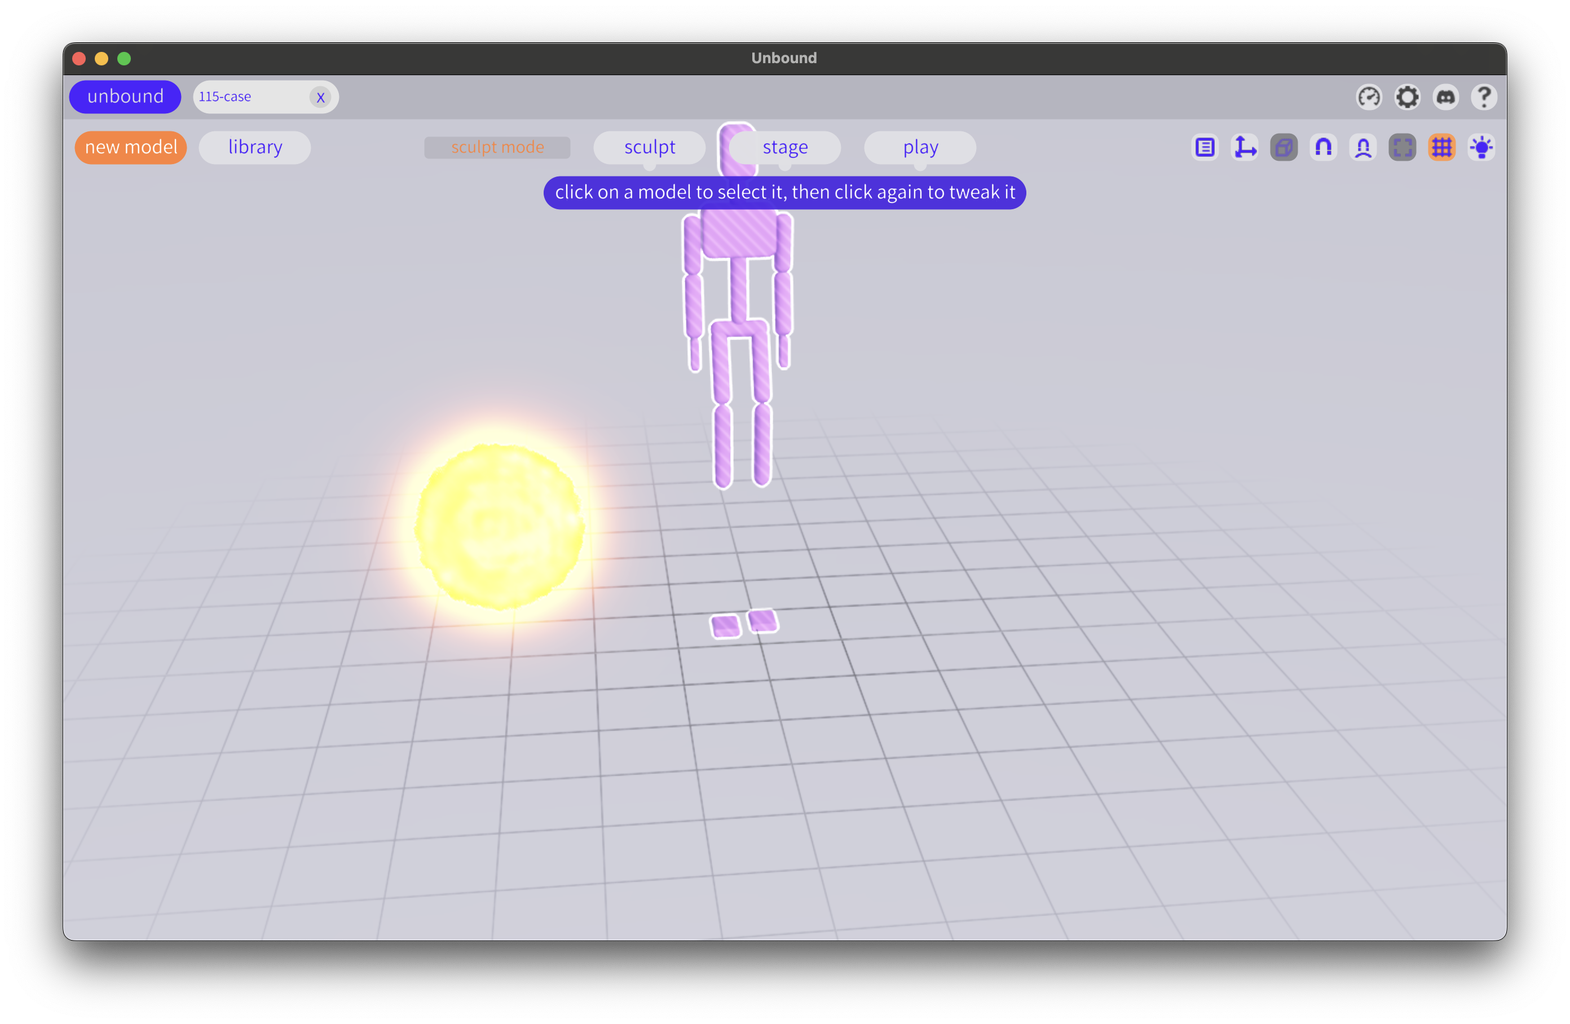 Unbound
unbound
115-case
X
?
new model
library
sculpt mode
sculpt
stage
play
click on a model to select it, then click again to tweak it